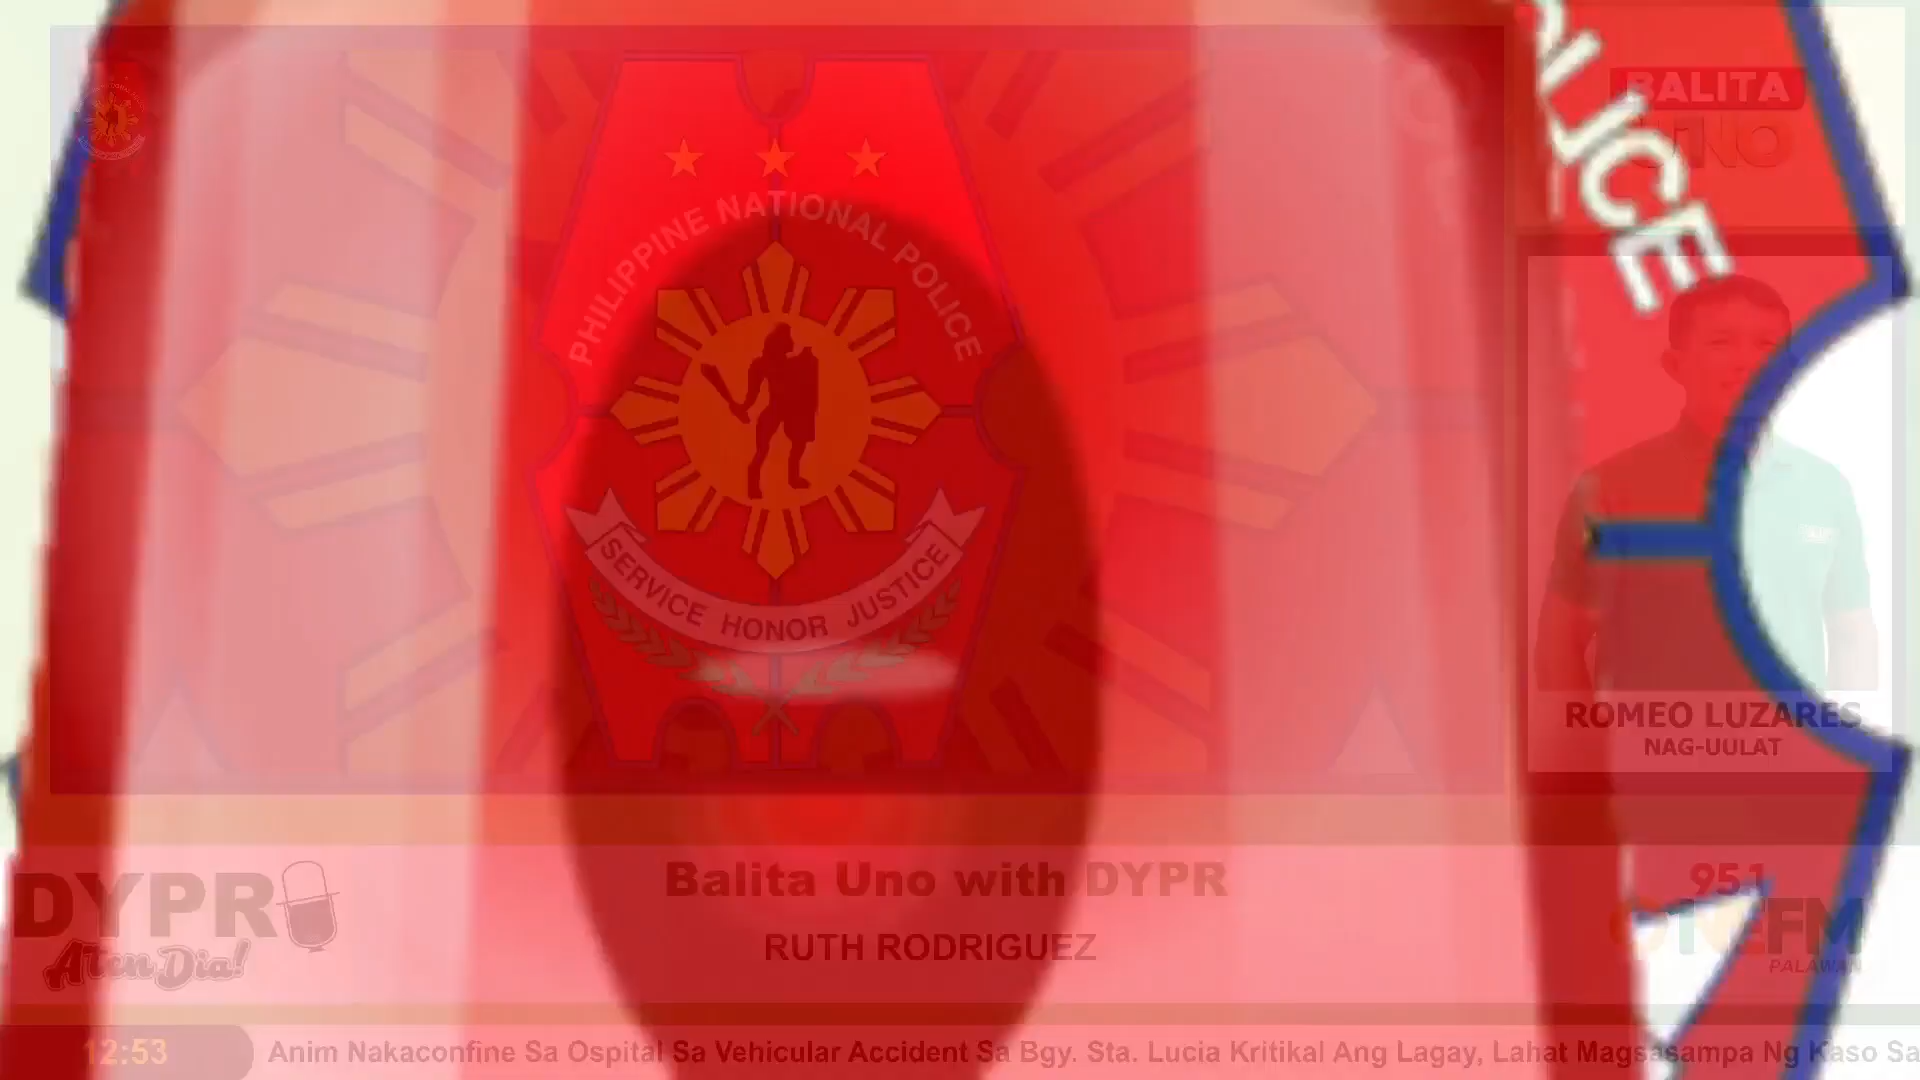 POLICE
BALITA
UNO
PHILIPPINE NATIONAL POLICE
SERVICE HONOR JUSTICE
ROMEO LUZARES
NAG-UULAT
DYPR
Aten Dia!
Balita Uno with DYPR
RUTH RODRIGUEZ
951
ONEFM
PALAWAN
12:53
Anim Nakaconfine Sa Ospital Sa Vehicular Accident Sa Bgy. Sta. Lucia Kritikal Ang Lagay, Lahat Magsasampa Ng Kaso Sa